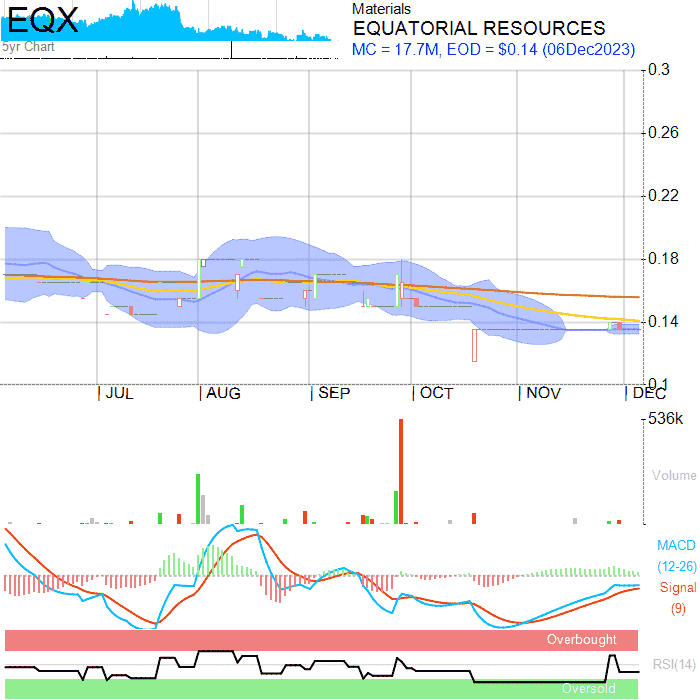 EQX
5yr Chart
Materials
EQUATORIAL RESOURCES
MC = 17.7M, EOD = $0.14 (06Dec2023)
0.3
0.26
0.22
0.18
0.14
0.1
JUL AUG SEP OCT NOV DEC
536k
Volume
MACD
(12-26)
Signal
(9)
Overbought
RSI(14)
Oversold